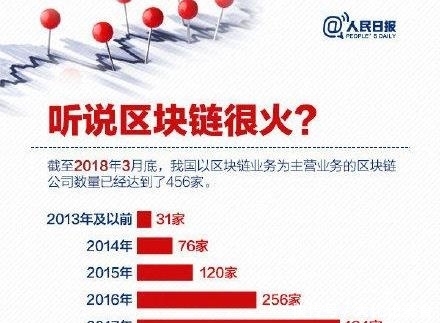 @人民日报
PEOPLE'S DAILY
听说区块链很火?
截至2018年3月底，我国以区块链业务为主营业务的区块链
公司数量已经达到了456家。
2013年及以前 31家
2014年 76家
2015年 120家
2016年 256家